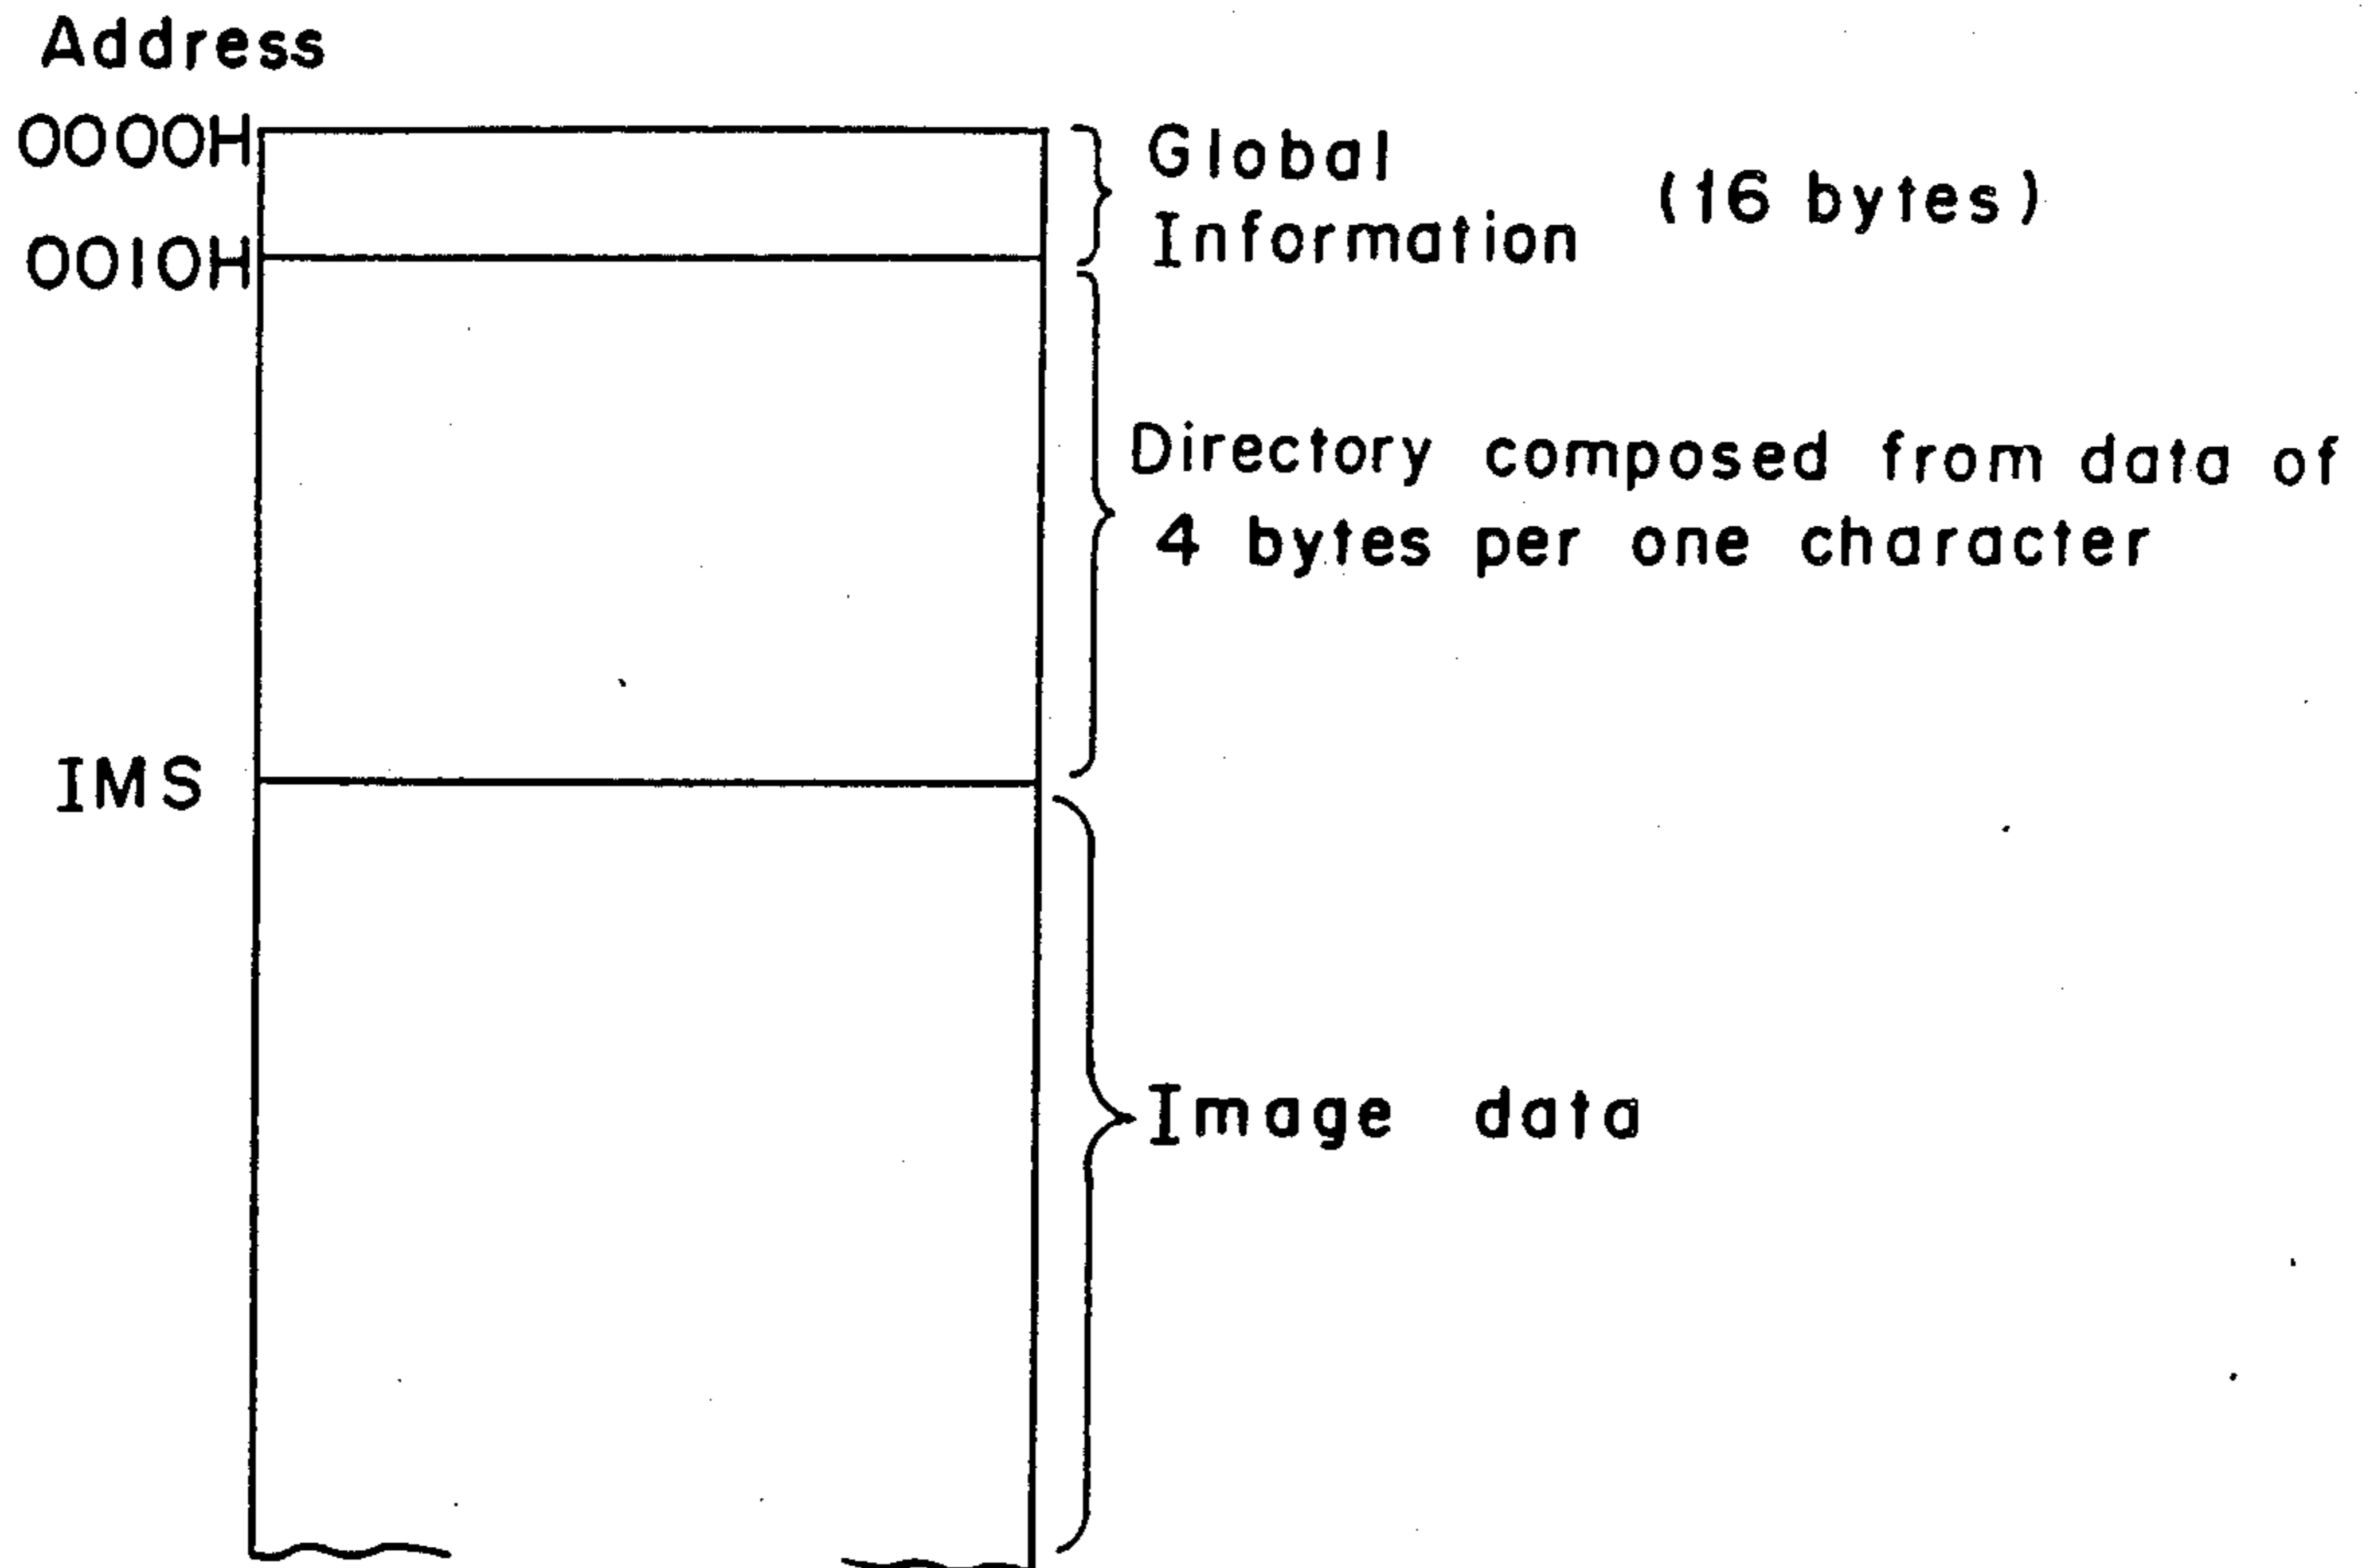 Address
0000H
Global
Information (16 bytes)
0010H
Directory composed from data of
4 bytes per one character
IMS
Image data